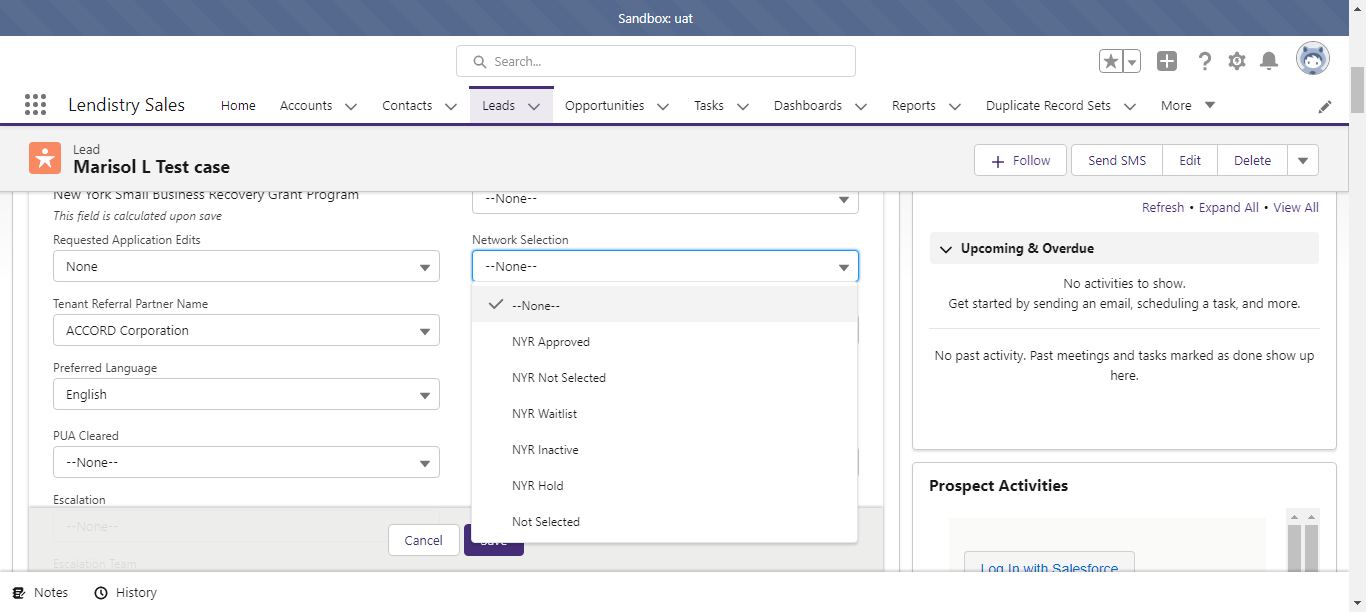 Sandbox: uat
Search...
Lendistry Sales
Home
Accounts
Contacts
Leads
Opportunities
Tasks
Dashboards
Reports
Duplicate Record Sets
More
Lead
Marisol L Test case
Follow
Send SMS
Edit
Delete
New York Small Business Recovery Grant Program
This field is calculated upon save
--None--
Requested Application Edits
None
Network Selection
--None--
--None--
NYR Approved
NYR Not Selected
NYR Waitlist
NYR Inactive
NYR Hold
Not Selected
Tenant Referral Partner Name
ACCORD Corporation
Preferred Language
English
PUA Cleared
--None--
Escalation
--None--
Escalation Team
Cancel
Save
Refresh • Expand All • View All
Upcoming & Overdue
No activities to show.
Get started by sending an email, scheduling a task, and more.
No past activity. Past meetings and tasks marked as done show up
here.
Prospect Activities
Log In with Salesforce
Notes
History